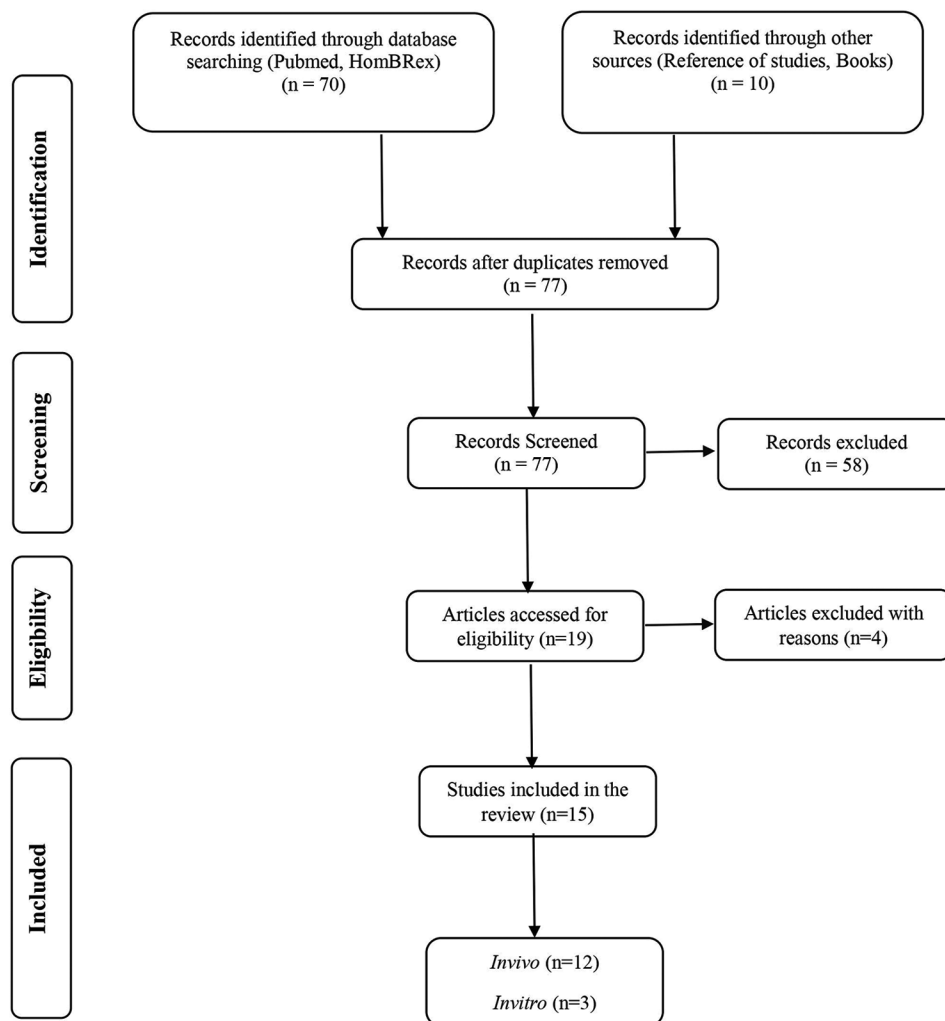 Records identified through database
searching (Pubmed, HomBRex)
(n = 70)
Records identified through other
sources (Reference of studies, Books)
(n = 10)
Identification
Records after duplicates removed
(n = 77)
Screening
Records Screened
(n = 77)
Records excluded
(n = 58)
Eligibility
Articles accessed for
eligibility (n=19)
Articles excluded with
reasons (n=4)
Included
Studies included in the
review (n=15)
Invivo (n=12)
Invitro (n=3)